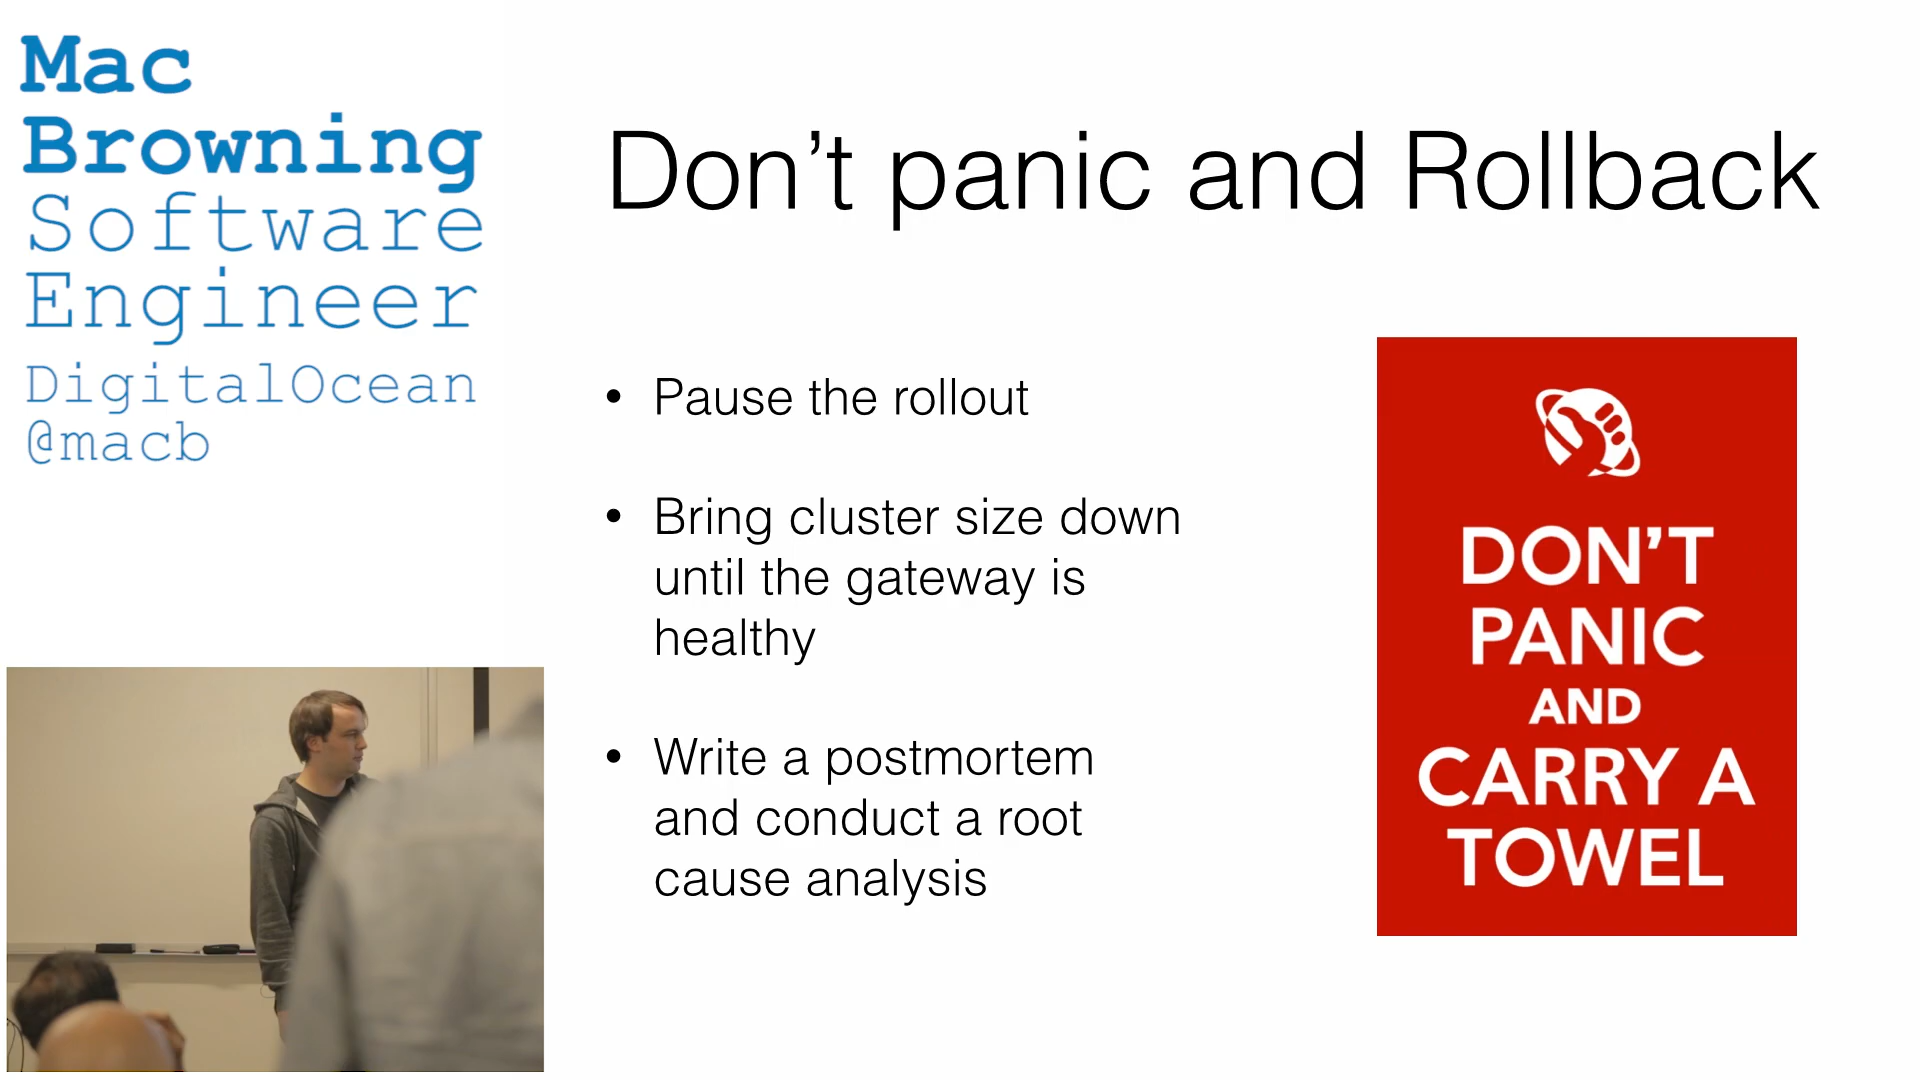 Mac
Browning
Software
Engineer
DigitalOcean
@macb
Don’t panic and Rollback
• Pause the rollout
• Bring cluster size down
until the gateway is
healthy
• Write a postmortem
and conduct a root
cause analysis
DON’T
PANIC
AND
CARRY A
TOWEL